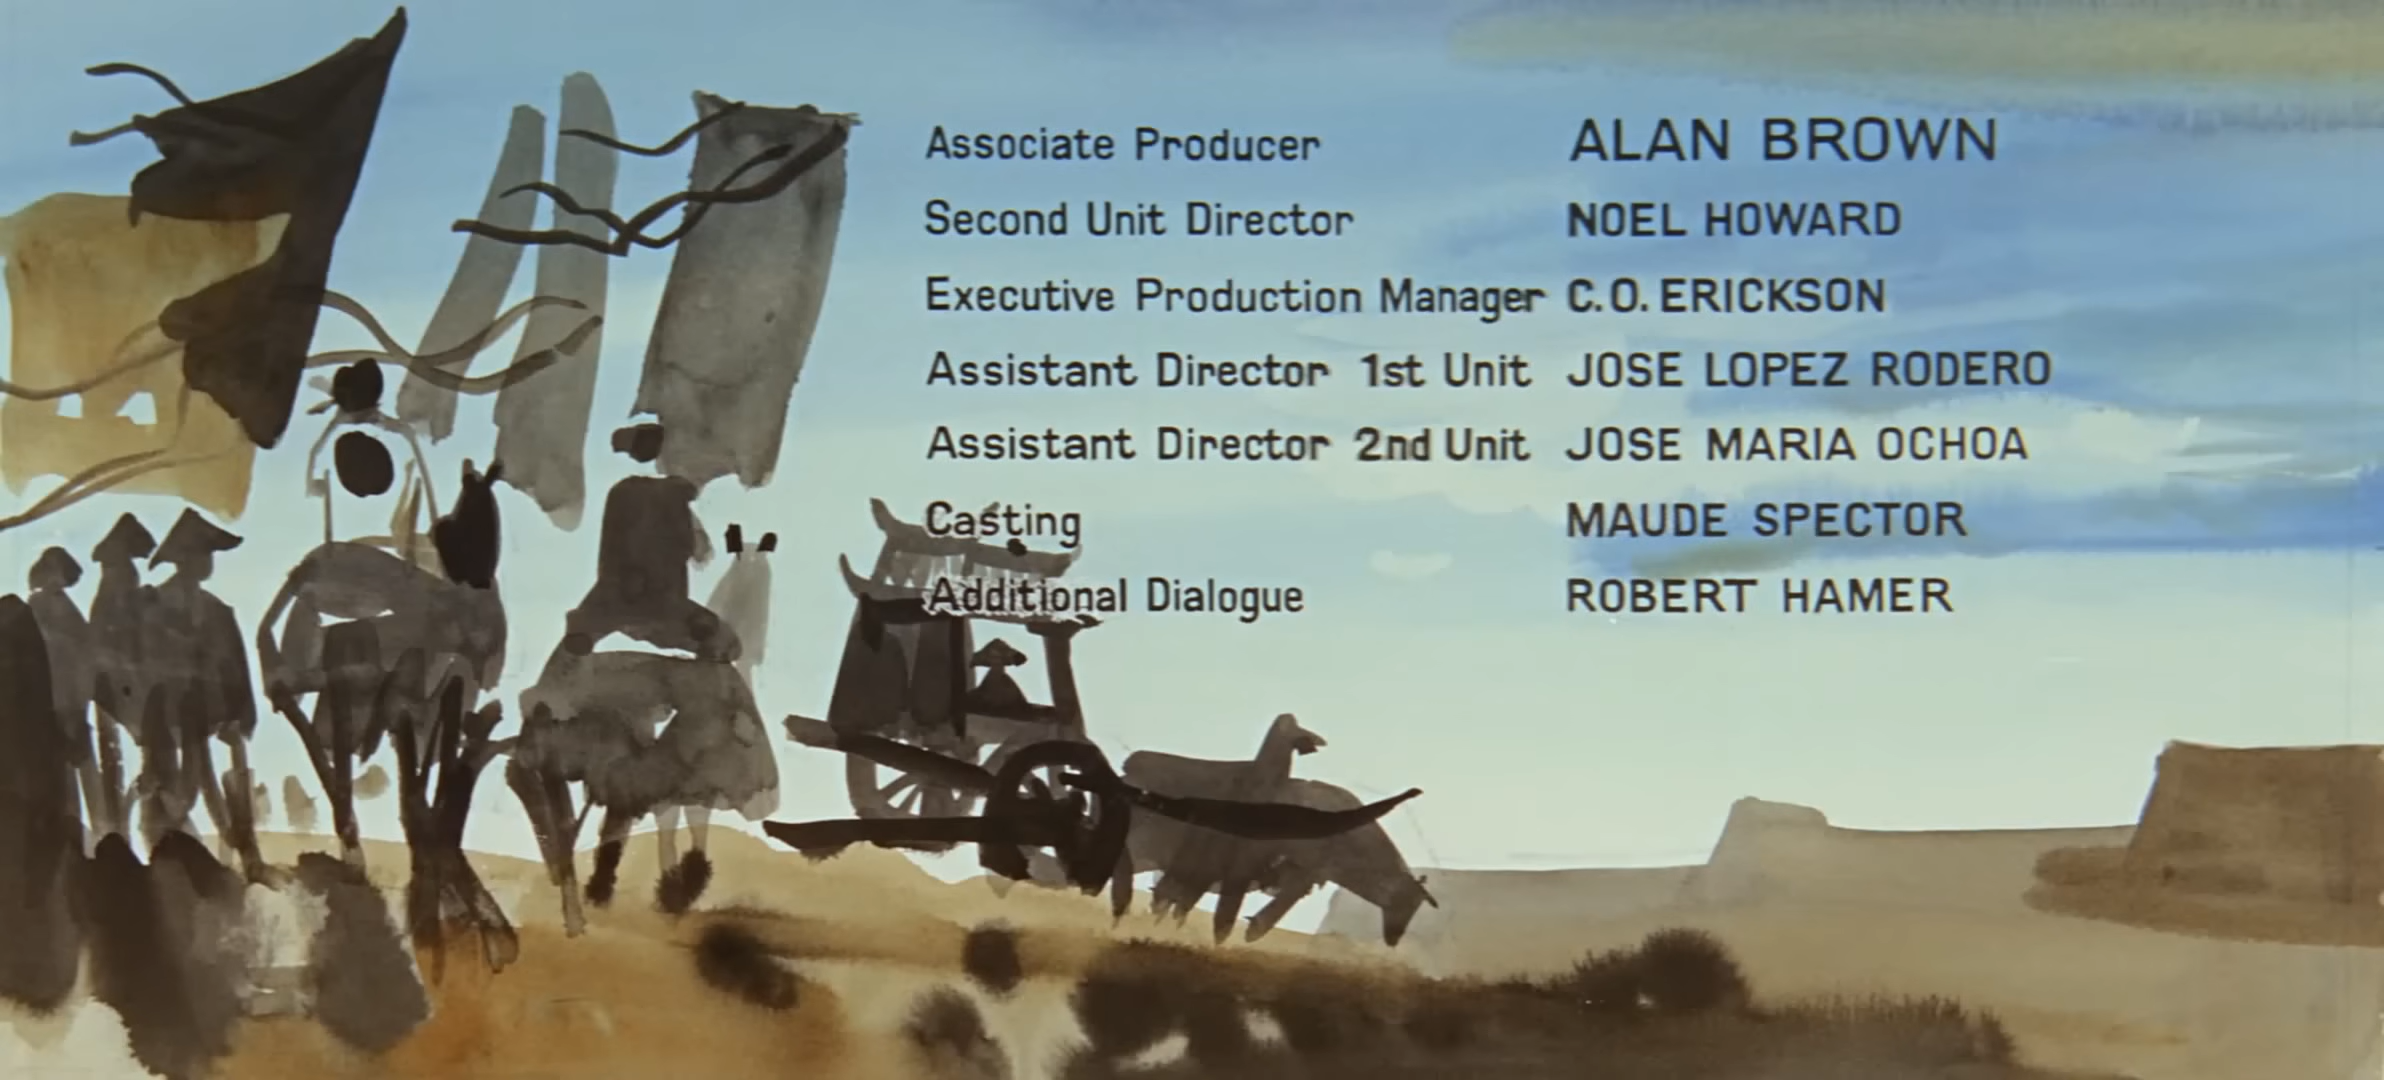 Associate Producer ALAN BROWN
Second Unit Director NOEL HOWARD
Executive Production Manager C.O. ERICKSON
Assistant Director 1st Unit JOSE LOPEZ RODERO
Assistant Director 2nd Unit JOSE MARIA OCHOA
Casting MAUDE SPECTOR
Additional Dialogue ROBERT HAMER